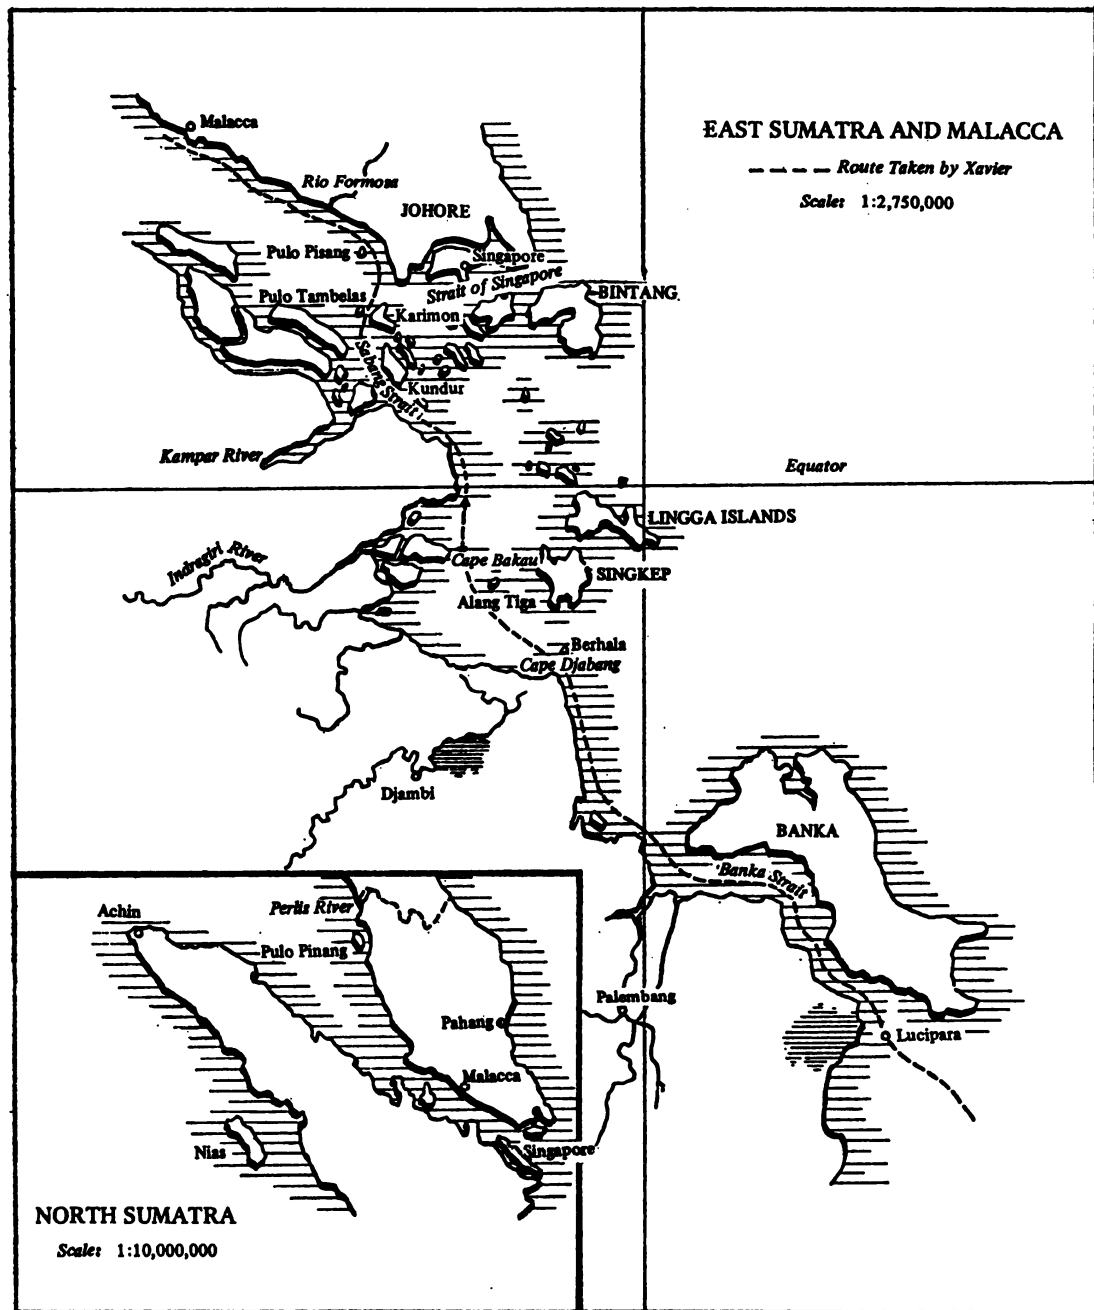 EAST SUMATRA AND MALACCA
Route Taken by Xavier
Scale: 1:2,750,000
Malacca
Rio Formosa
JOHORE
Pulo Pisang
Singapore
Strait of Singapore
Pulo Tambelas
BINTANG
Karimon
Sabang Strait
Kundur
Kampar River
Equator
LINGGA ISLANDS
Indragiri River
Cape Bakau
SINGKEP
Alang Tiga
Berhala
Cape Djabang
Djambi
BANKA
Banka Strait
Palembang
Lucipara
Achin
Perlis River
Pulo Pinang
Pahang
Malacca
Nias
Singapore
NORTH SUMATRA
Scale: 1:10,000,000